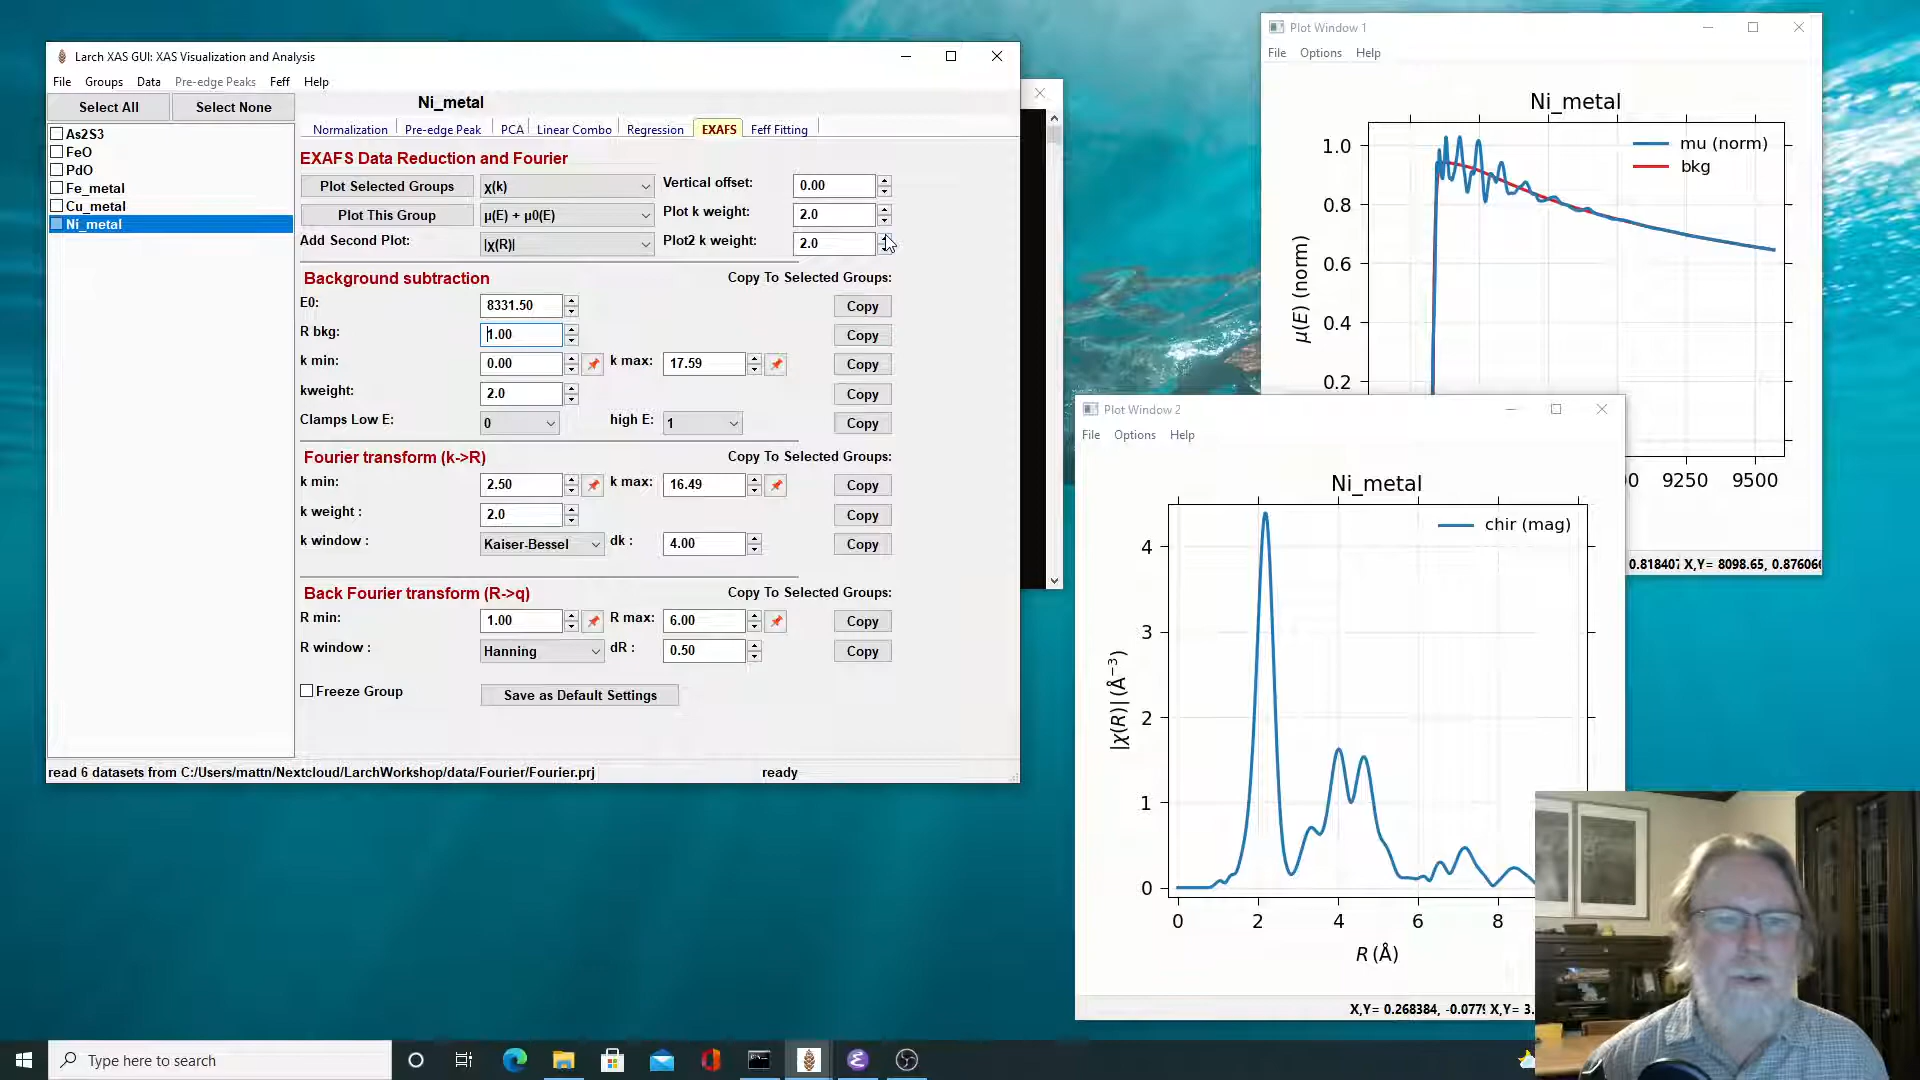 Larch XAS GUI: XAS Visualization and Analysis
File Groups Data Pre-edge Peaks Feff Help
Select All Select None
As2S3
FeO
PdO
Fe_metal
Cu_metal
Ni_metal
Ni_metal
Normalization Pre-edge Peak PCA Linear Combo Regression EXAFS Feff Fitting
EXAFS Data Reduction and Fourier
Plot Selected Groups χ(k) Vertical offset: 0.00
Plot This Group μ(E) + μ0(E) Plot k weight: 2.0
Add Second Plot: |χ(R)| Plot2 k weight: 2.0
Background subtraction Copy To Selected Groups:
E0: 8331.50 Copy
R bkg: 1.00 Copy
k min: 0.00 k max: 17.59 Copy
kweight: 2.0 Copy
Clamps Low E: 0 high E: 1 Copy
Fourier transform (k->R) Copy To Selected Groups:
k min: 2.50 k max: 16.49 Copy
k weight : 2.0 Copy
k window : Kaiser-Bessel dk : 4.00 Copy
Back Fourier transform (R->q) Copy To Selected Groups:
R min: 1.00 R max: 6.00 Copy
R window : Hanning dR : 0.50 Copy
Freeze Group Save as Default Settings
read 6 datasets from C:/Users/mattn/Nextcloud/LarchWorkshop/data/Fourier/Fourier.prj ready
Plot Window 1
File Options Help
Ni_metal
mu (norm)
bkg
1.0
0.8
0.6
0.4
0.2
μ(E) (norm)
9250 9500
X,Y= 8098.65,
Plot Window 2
File Options Help
Ni_metal
chir (mag)
4
3
2
1
0
|χ(R)| (Å⁻³)
0 2 4 6 8
R (Å)
X,Y= 0.268384,
Type here to search